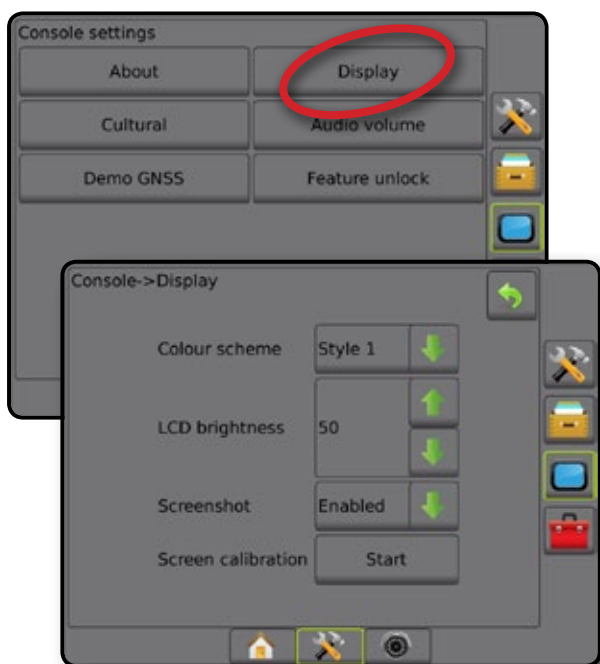 Console settings
About Display
Cultural Audio volume
Demo GNSS Feature unlock
Console->Display
Colour scheme Style 1
LCD brightness 50
Screenshot Enabled
Screen calibration Start